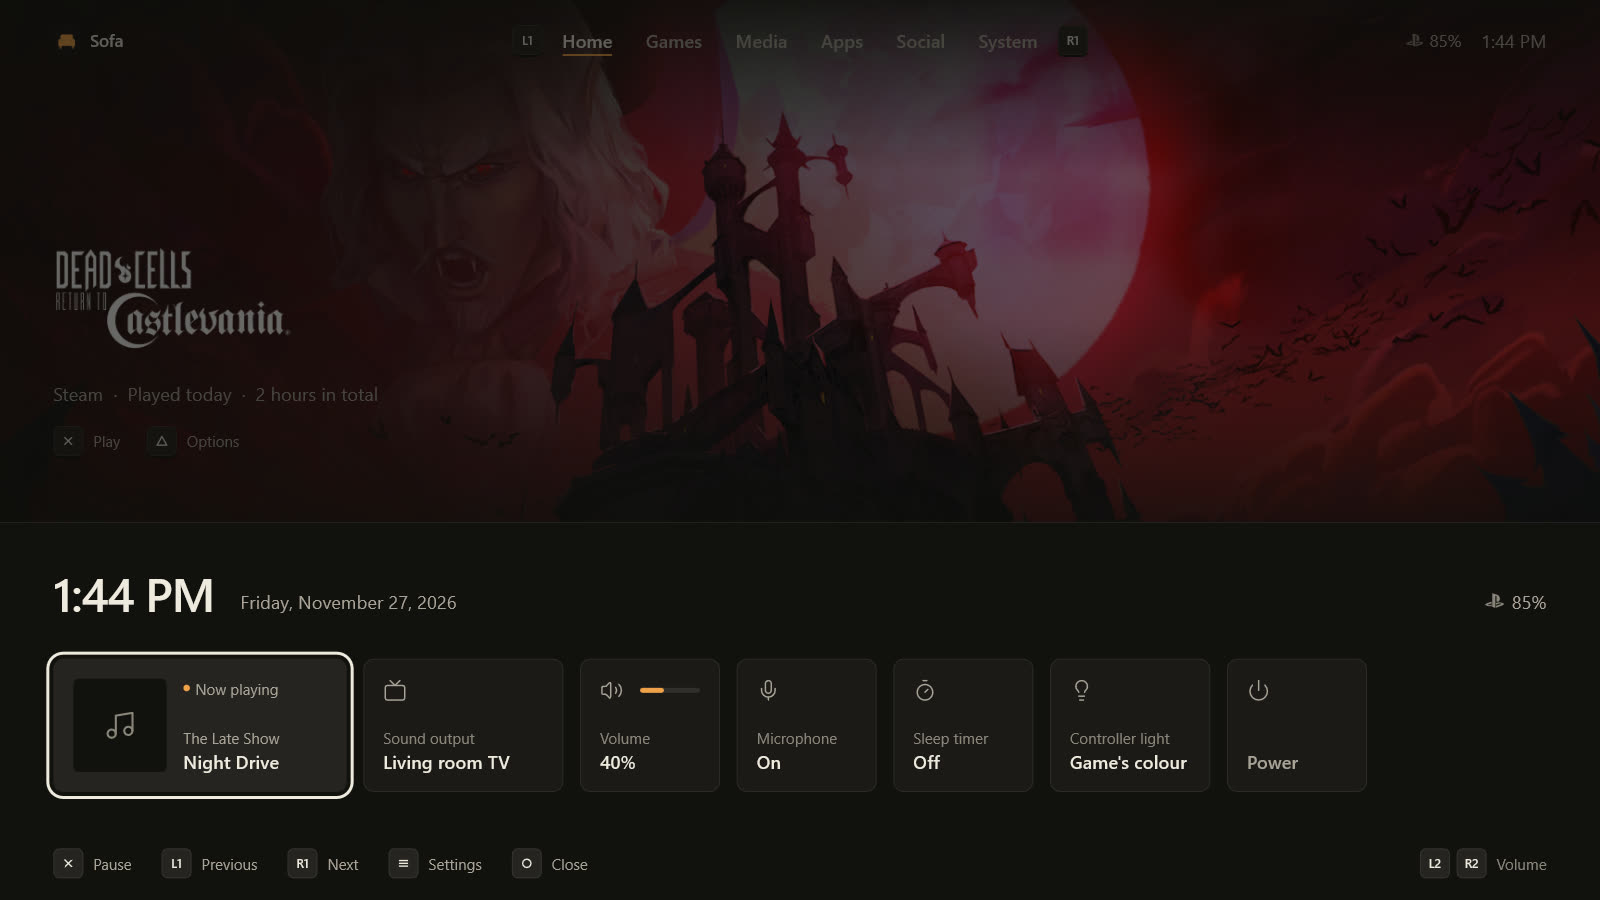 Sofa
L1 Home Games Media Apps Social System R1
85% 1:44 PM
DEAD CELLS
RETURN TO
Castlevania
Steam · Played today · 2 hours in total
Play Options
1:44 PM Friday, November 27, 2026
85%
Now playing
The Late Show
Night Drive
Sound output
Living room TV
Volume
40%
Microphone
On
Sleep timer
Off
Controller light
Game's colour
Power
Pause L1 Previous R1 Next Settings Close
L2 R2 Volume